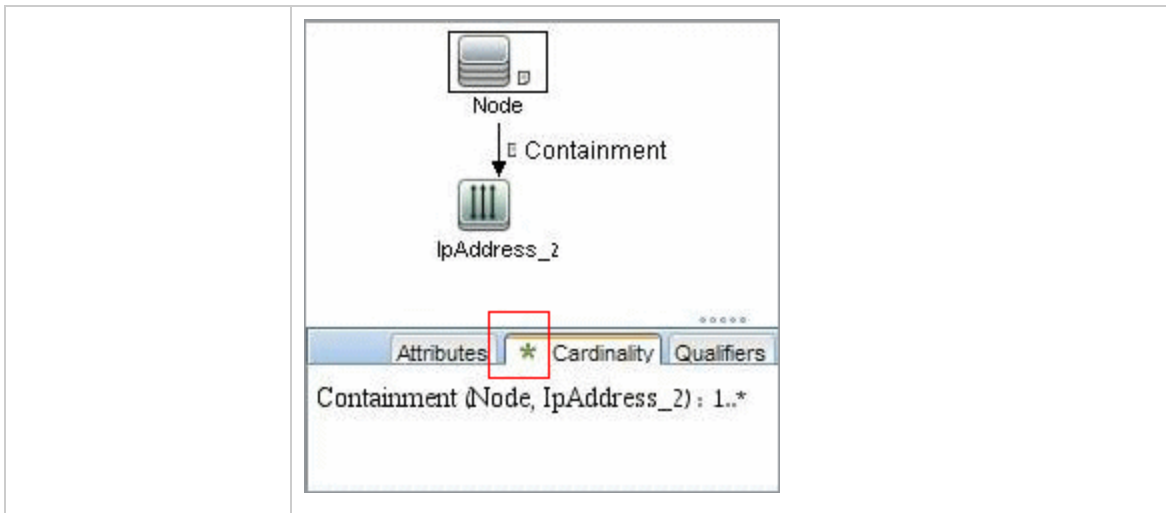 Node
Containment
IpAddress_2
Attributes * Cardinality Qualifiers
Containment (Node, IpAddress_2) : 1..*